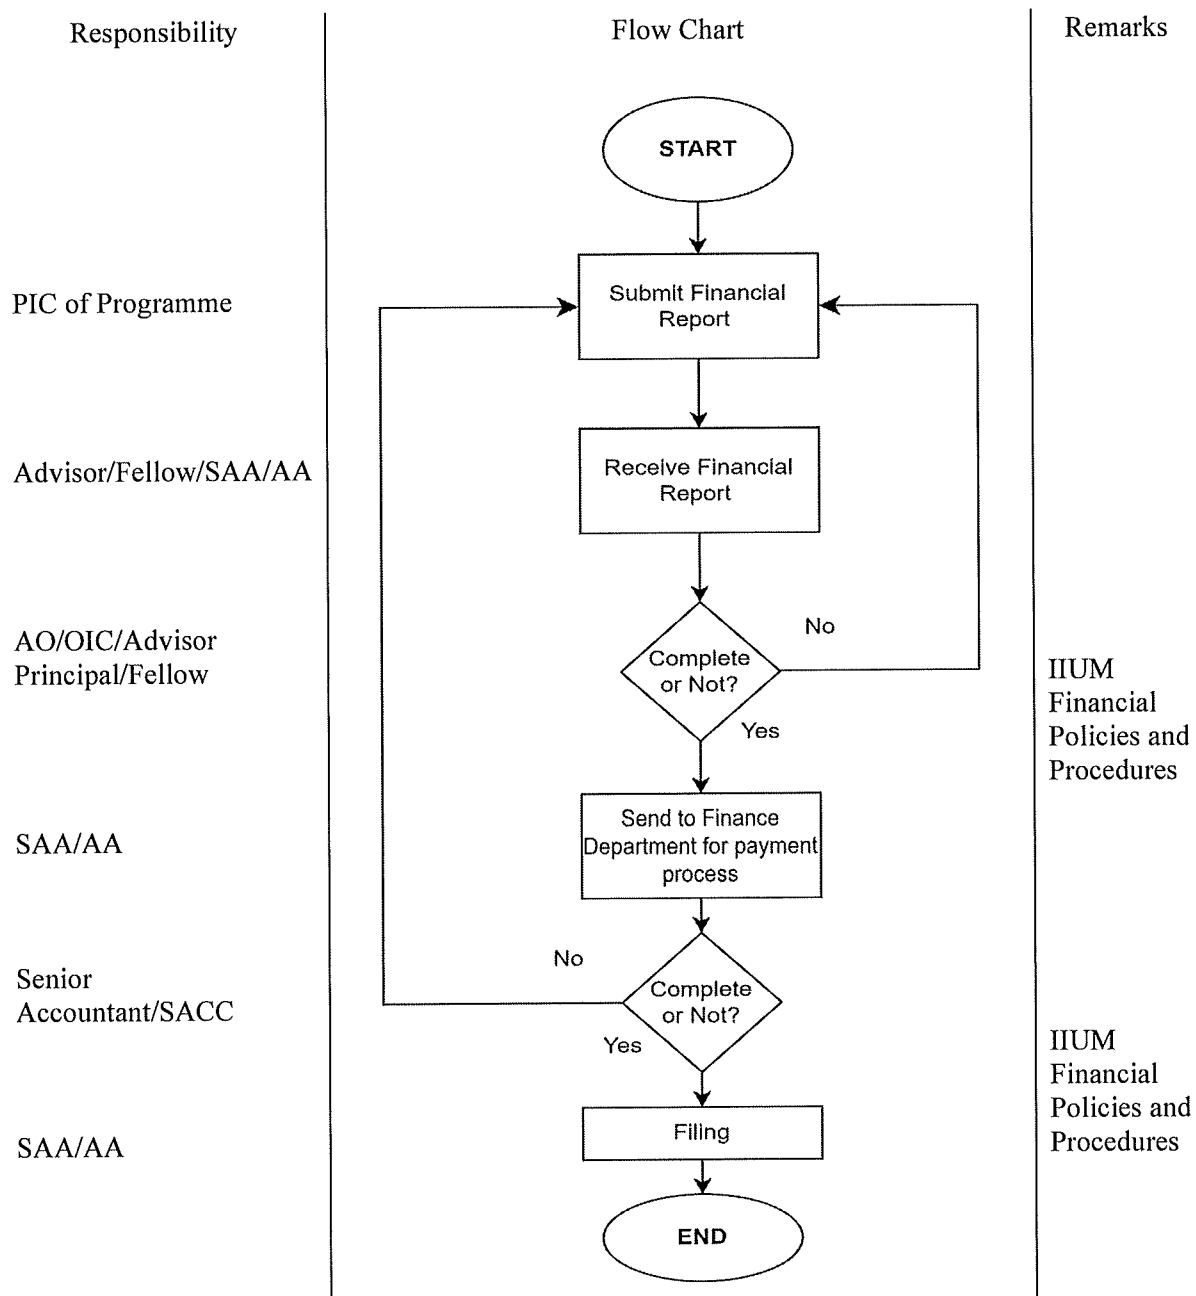 Responsibility
Flow Chart
Remarks
START
PIC of Programme
Submit Financial
Report
Advisor/Fellow/SAA/AA
Receive Financial
Report
AO/OIC/Advisor
Principal/Fellow
Complete
or Not?
No
Yes
IIUM
Financial
Policies and
Procedures
SAA/AA
Send to Finance
Department for payment
process
Senior
Accountant/SACC
No
Complete
or Not?
Yes
IIUM
Financial
Policies and
Procedures
SAA/AA
Filing
END